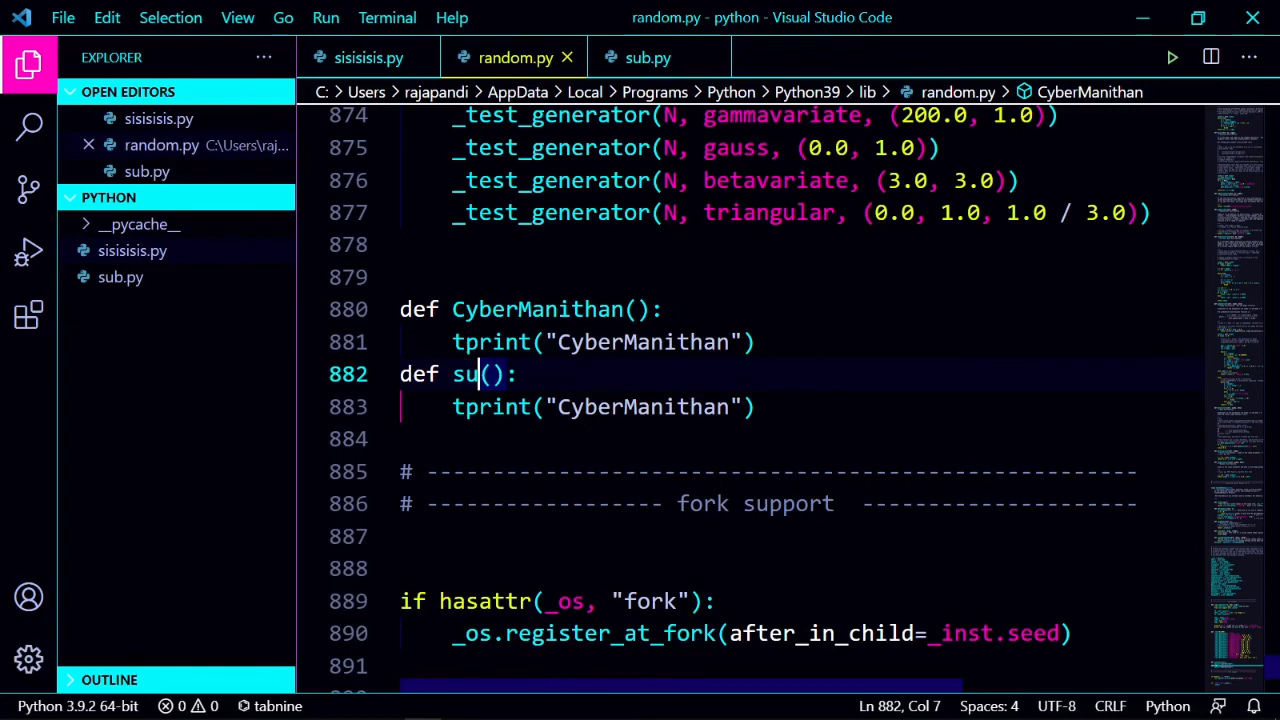 File Edit Selection View Go Run Terminal Help random.py - python - Visual Studio Code
EXPLORER
OPEN EDITORS
sisisisis.py
random.py C:\Users\raj...
sub.py
PYTHON
__pycache__
sisisisis.py
sub.py
OUTLINE
sisisisis.py random.py sub.py
C: > Users > rajapandi > AppData > Local > Programs > Python > Python39 > lib > random.py > CyberManithan
874 _test_generator(N, gammavariate, (200.0, 1.0))
875 _test_generator(N, gauss, (0.0, 1.0))
876 _test_generator(N, betavariate, (3.0, 3.0))
877 _test_generator(N, triangular, (0.0, 1.0, 1.0 / 3.0))
878
879
880 def CyberManithan():
881 tprint("CyberManithan")
882 def su():
883 tprint("CyberManithan")
884
885 # ------------------------------------------------------
886 # ------------------ fork support ---------------------
887
888
889 if hasattr(_os, "fork"):
890 _os.register_at_fork(after_in_child=_inst.seed)
891
Python 3.9.2 64-bit 0 0 tabnine Ln 882, Col 7 Spaces: 4 UTF-8 CRLF Python